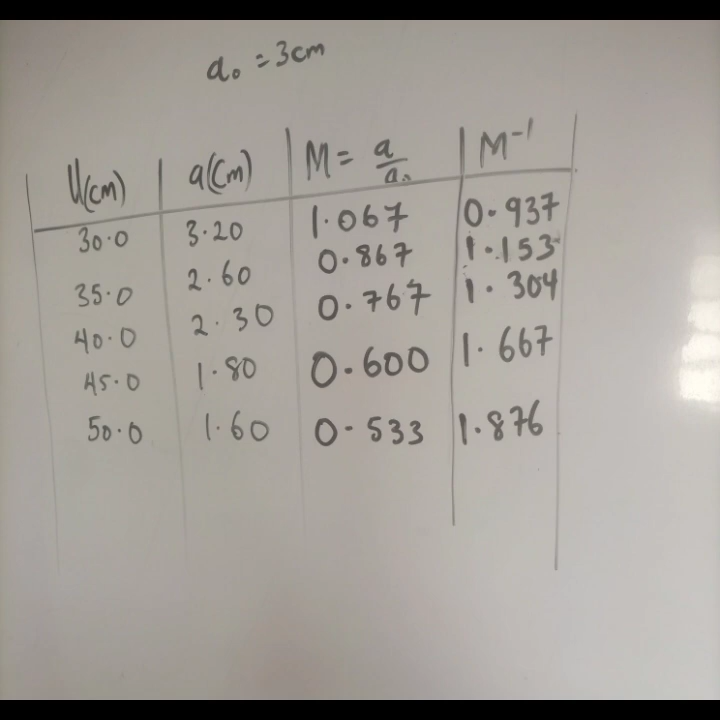 a₀ = 3cm
U(cm) a(cm) M = a/a₀ M⁻¹
30.0 3.20 1.067 0.937
35.0 2.60 0.867 1.153
40.0 2.30 0.767 1.304
45.0 1.80 0.600 1.667
50.0 1.60 0.533 1.876